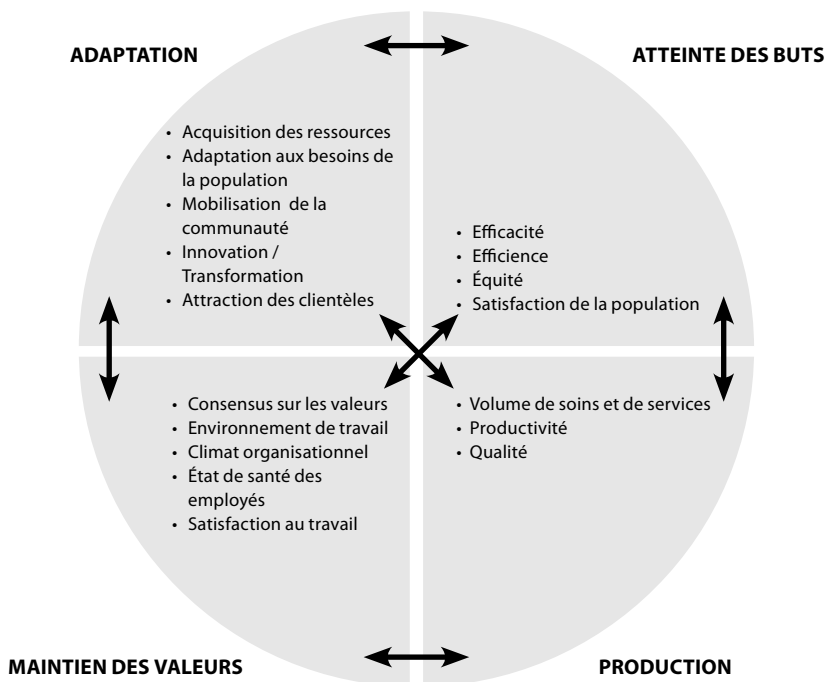 ADAPTATION
ATTEINTE DES BUTS
• Acquisition des ressources
• Adaptation aux besoins de
la population
• Mobilisation de la
communauté
• Innovation /
Transformation
• Attraction des clientèles
• Efficacité
• Efficience
• Équité
• Satisfaction de la population
• Consensus sur les valeurs
• Environnement de travail
• Climat organisationnel
• État de santé des
employés
• Satisfaction au travail
• Volume de soins et de services
• Productivité
• Qualité
MAINTIEN DES VALEURS
PRODUCTION